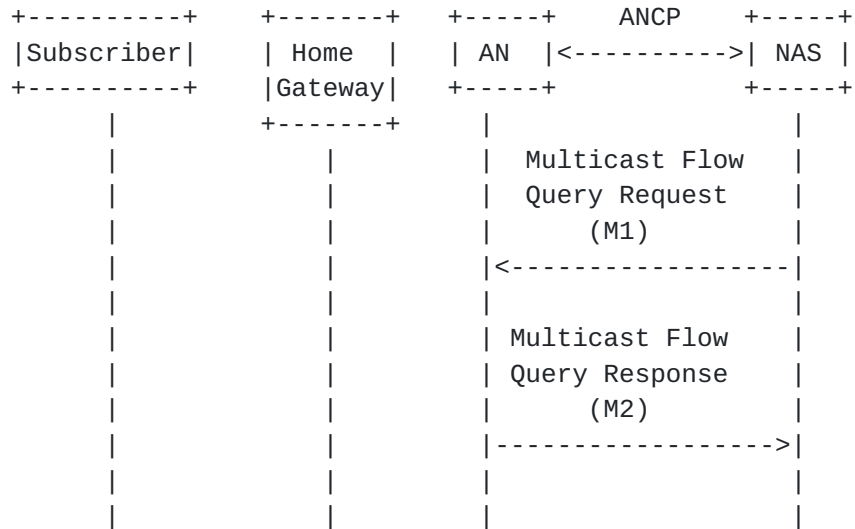 +----------+    +-------+   +-----+    ANCP    +-----+
|Subscriber|    | Home  |   | AN  |<---------->| NAS |
+----------+    |Gateway|   +-----+            +-----+
      |         +-------+     |                   |
      |             |         |  Multicast Flow   |
      |             |         |  Query Request    |
      |             |         |      (M1)         |
      |             |         |<------------------|
      |             |         |                   |
      |             |         | Multicast Flow    |
      |             |         | Query Response    |
      |             |         |      (M2)         |
      |             |         |------------------>|
      |             |         |                   |
      |             |         |                   |